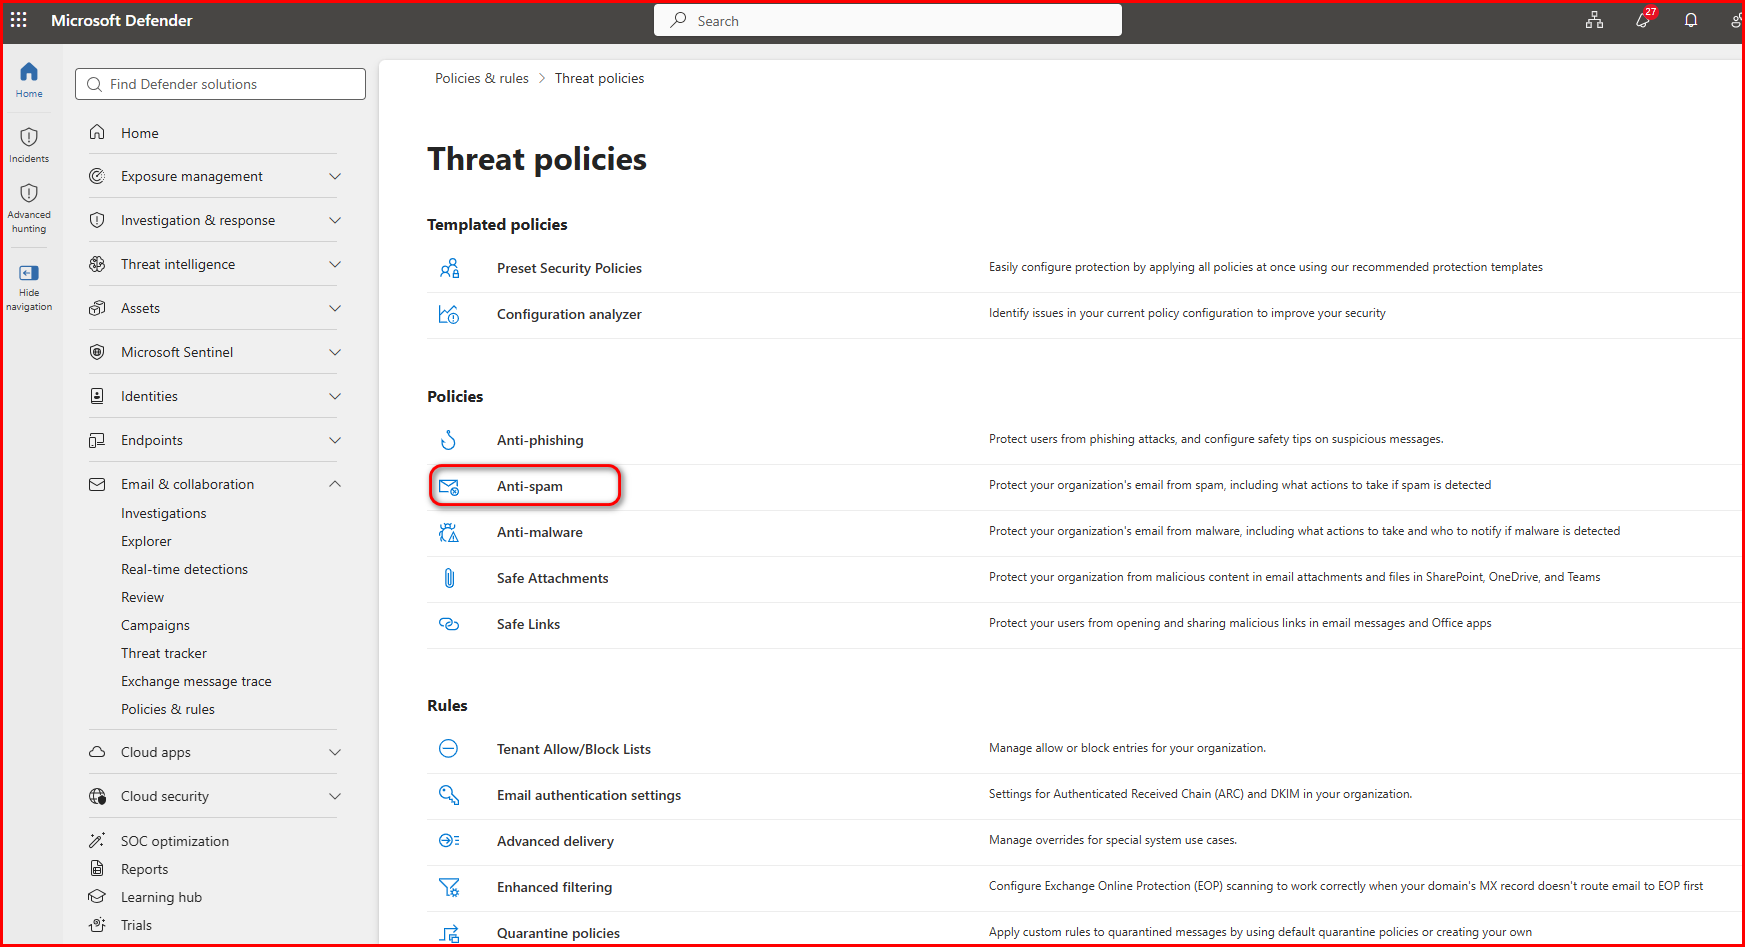 Microsoft Defender
Search
27
Home
Incidents
Advanced
hunting
Hide
navigation
Find Defender solutions
Home
Exposure management
Investigation & response
Threat intelligence
Assets
Microsoft Sentinel
Identities
Endpoints
Email & collaboration
Investigations
Explorer
Real-time detections
Review
Campaigns
Threat tracker
Exchange message trace
Policies & rules
Cloud apps
Cloud security
SOC optimization
Reports
Learning hub
Trials
Policies & rules > Threat policies
Threat policies
Templated policies
Preset Security Policies Easily configure protection by applying all policies at once using our recommended protection templates
Configuration analyzer Identify issues in your current policy configuration to improve your security
Policies
Anti-phishing Protect users from phishing attacks, and configure safety tips on suspicious messages.
Anti-spam Protect your organization's email from spam, including what actions to take if spam is detected
Anti-malware Protect your organization's email from malware, including what actions to take and who to notify if malware is detected
Safe Attachments Protect your organization from malicious content in email attachments and files in SharePoint, OneDrive, and Teams
Safe Links Protect your users from opening and sharing malicious links in email messages and Office apps
Rules
Tenant Allow/Block Lists Manage allow or block entries for your organization.
Email authentication settings Settings for Authenticated Received Chain (ARC) and DKIM in your organization.
Advanced delivery Manage overrides for special system use cases.
Enhanced filtering Configure Exchange Online Protection (EOP) scanning to work correctly when your domain's MX record doesn't route email to EOP first
Quarantine policies Apply custom rules to quarantined messages by using default quarantine policies or creating your own